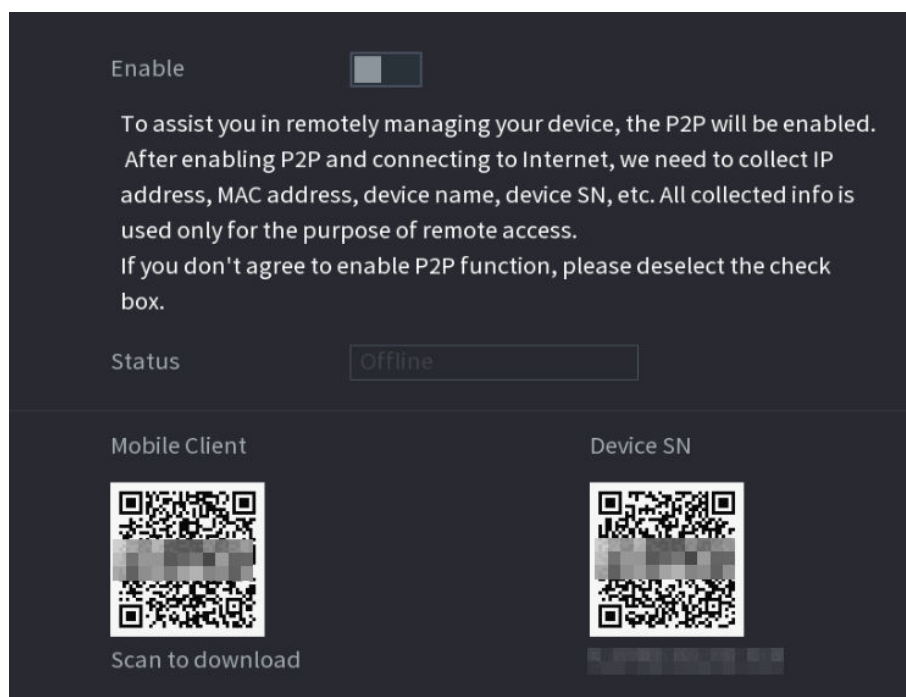 Enable
To assist you in remotely managing your device, the P2P will be enabled.
After enabling P2P and connecting to Internet, we need to collect IP
address, MAC address, device name, device SN, etc. All collected info is
used only for the purpose of remote access.
If you don't agree to enable P2P function, please deselect the check
box.
Status Offline
Mobile Client Device SN
Scan to download